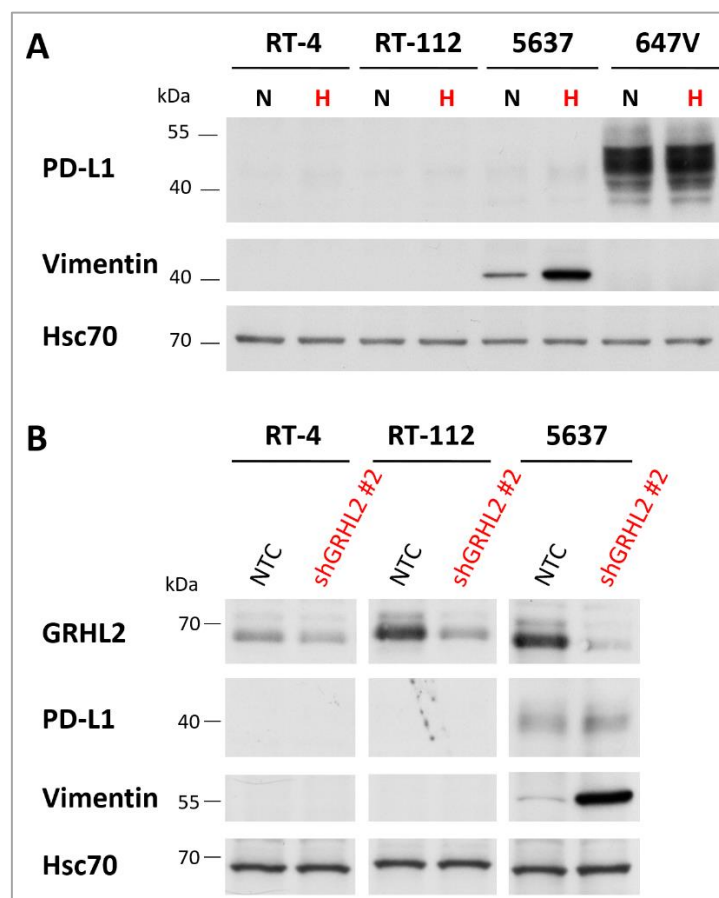 A RT-4 RT-112 5637 647V
kDa N H N H N H N H
55
PD-L1
40
Vimentin 40
Hsc70 70
B RT-4 RT-112 5637
NTC shGRHL2 #2 NTC shGRHL2 #2 NTC shGRHL2 #2
kDa
GRHL2 70
PD-L1 40
Vimentin 55
Hsc70 70